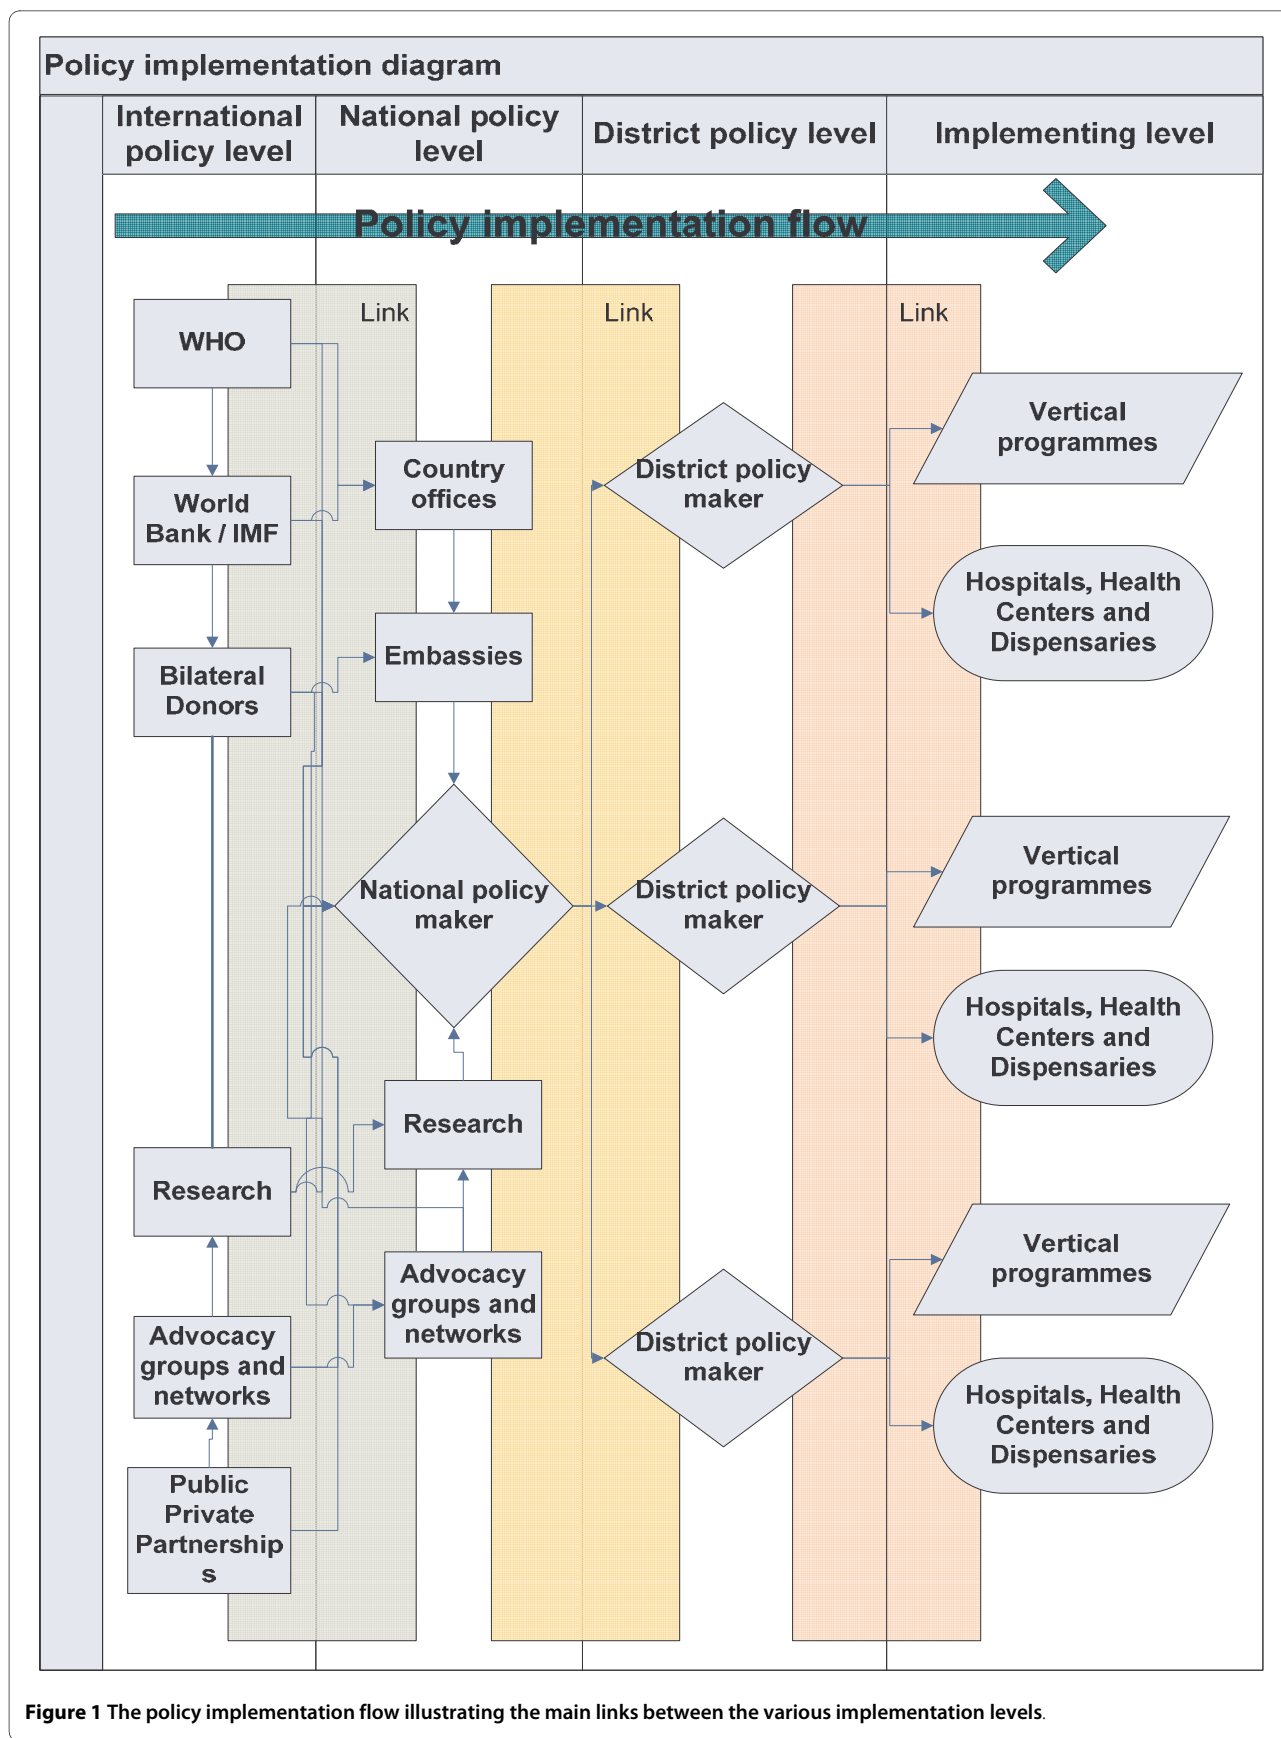 Policy implementation diagram
International
policy level
National policy
level
District policy level
Implementing level
Policy implementation flow
Link
Link
Link
WHO
World
Bank / IMF
Bilateral
Donors
Research
Advocacy
groups and
networks
Public
Private
Partnership
s
Country
offices
Embassies
National policy
maker
Research
Advocacy
groups and
networks
District policy
maker
District policy
maker
District policy
maker
Vertical
programmes
Hospitals, Health
Centers and
Dispensaries
Vertical
programmes
Hospitals, Health
Centers and
Dispensaries
Vertical
programmes
Hospitals, Health
Centers and
Dispensaries
Figure 1 The policy implementation flow illustrating the main links between the various implementation levels.